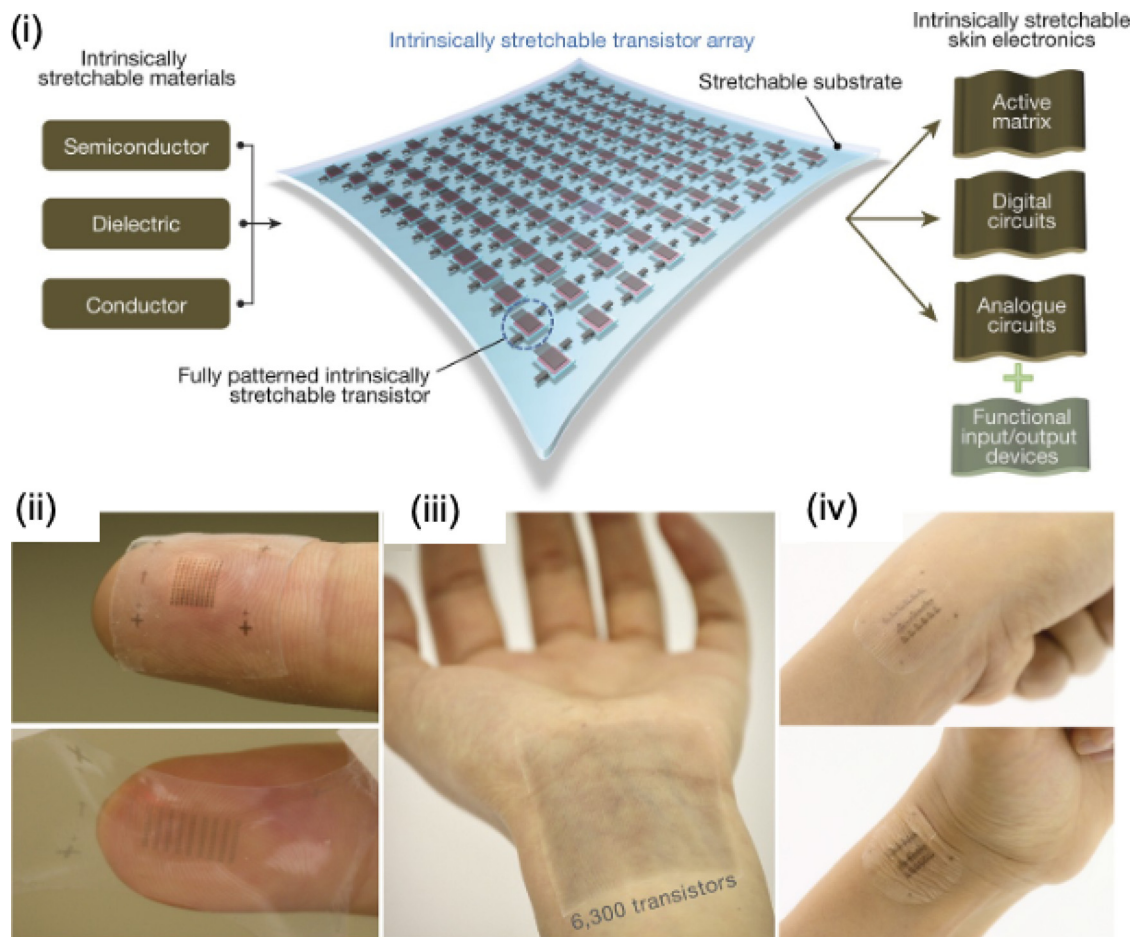 (i)
Intrinsically
stretchable materials
Semiconductor
Dielectric
Conductor
Intrinsically stretchable transistor array
Stretchable substrate
Fully patterned intrinsically
stretchable transistor
Intrinsically stretchable
skin electronics
Active
matrix
Digital
circuits
Analogue
circuits
+
Functional
input/output
devices
(ii)
(iii)
6,300 transistors
(iv)